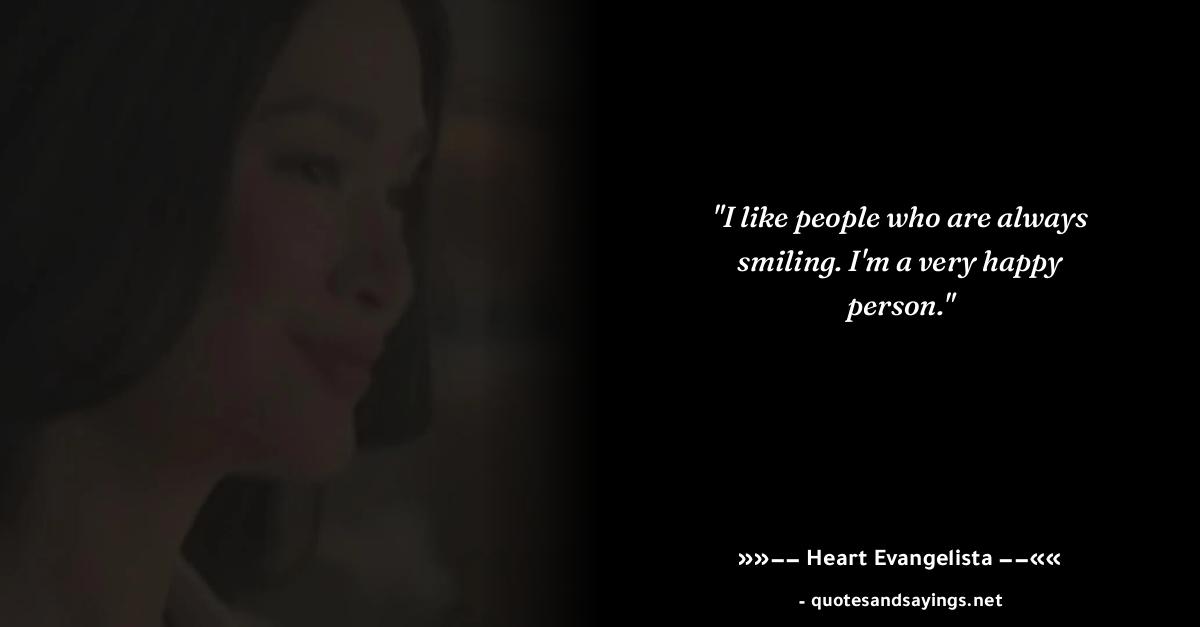 "I like people who are always
smiling. I'm a very happy
person."
»»−− Heart Evangelista −−««
- quotesandsayings.net